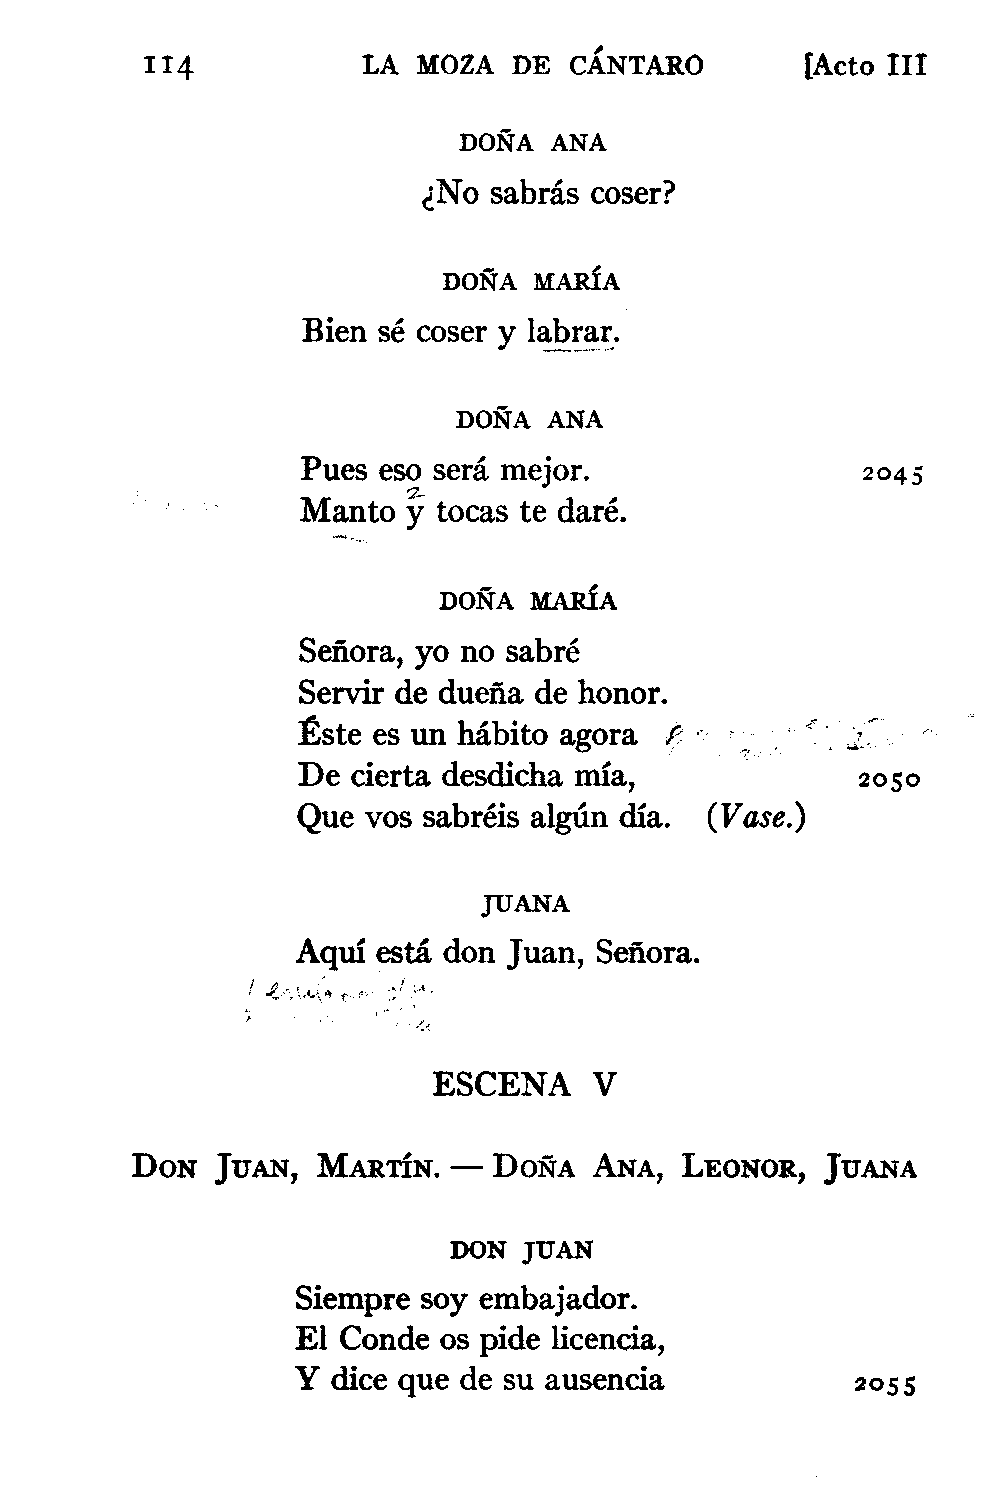 114 LA MOZA DE CÁNTARO [Acto III
DOÑA ANA
¿No sabrás coser?
DOÑA MARÍA
Bien sé coser y labrar.
DOÑA ANA
Pues eso será mejor. 2045
Manto y tocas te daré.
DOÑA MARÍA
Señora, yo no sabré
Servir de dueña de honor.
Éste es un hábito agora
De cierta desdicha mía, 2050
Que vos sabréis algún día. (Vase.)
JUANA
Aquí está don Juan, Señora.
ESCENA V
DON JUAN, MARTÍN. — DOÑA ANA, LEONOR, JUANA
DON JUAN
Siempre soy embajador.
El Conde os pide licencia,
Y dice que de su ausencia 2055